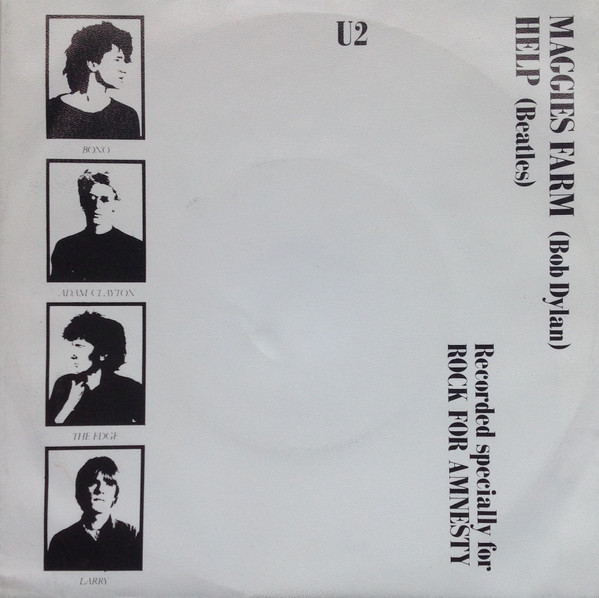 U2
MAGGIES FARM (Bob Dylan)
HELP (Beatles)
Recorded specially for
ROCK FOR AMNESTY
BONO
ADAM CLAYTON
THE EDGE
LARRY